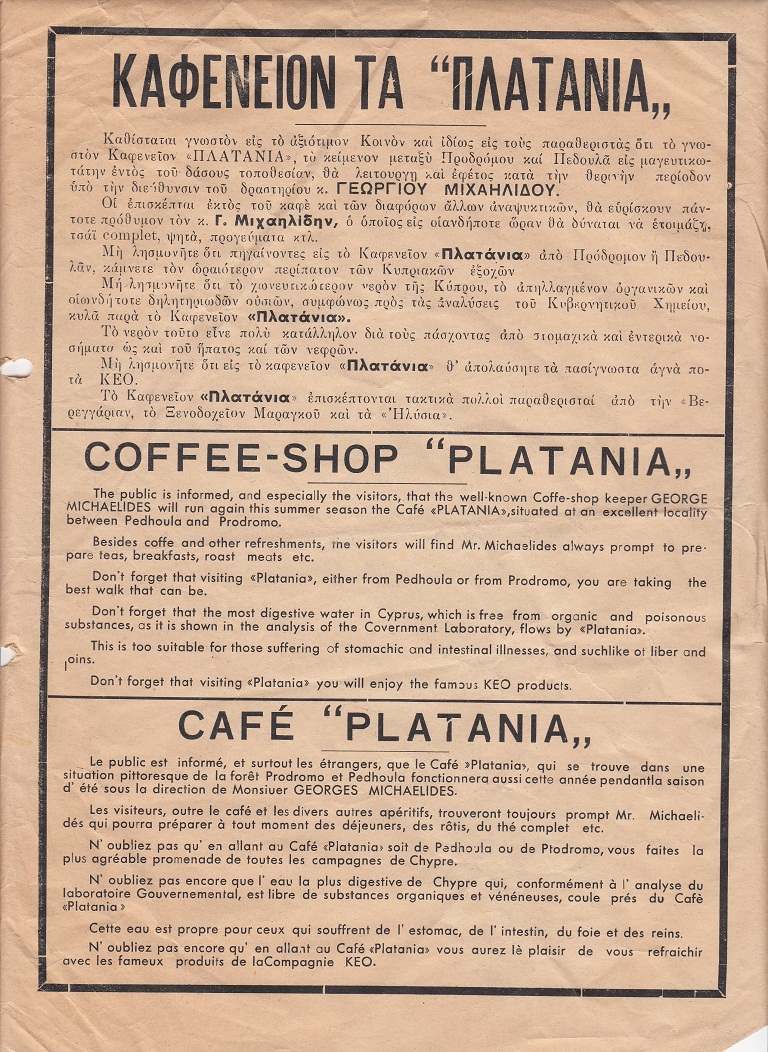 ΚΑΦΕΝΕΙΟΝ ΤΑ “ΠΛΑΤΑΝΙΑ„
Καθίσταται γνωστὸν εἰς τὸ ἀξιότιμον Κοινὸν καὶ ἰδίως εἰς τοὺς παραθεριστὰς ὅτι τὸ γνω-
στὸν Καφενεῖον «ΠΛΑΤΑΝΙΑ», τὸ κείμενον μεταξὺ Προδρόμου καί Πεδουλᾶ εἰς μαγευτικω-
τάτην ἐντὸς τοῦ δάσους τοποθεσίαν, θὰ λειτουργῃ καὶ ἐφέτος κατὰ τὴν θερινὴν περίοδον
ὑπὸ τὴν διεύθυνσιν τοῦ δραστηρίου κ. ΓΕΩΡΓΙΟΥ ΜΙΧΑΗΛΙΔΟΥ.
Οἱ ἐπισκέπται ἐκτὸς τοῦ καφὲ καὶ τῶν διαφόρων ἄλλων ἀναψυκτικῶν, θὰ εὑρίσκουν πάν-
τοτε πρόθυμον τὸν κ. Γ. Μιχαηλίδην, ὁ ὁποῖος εἰς οἱανδήποτε ὥραν θὰ δύναται νὰ ἑτοιμάζῃ,
τσάϊ complet, ψητά, προγεύματα κτλ.
Μὴ λησμονῆτε ὅτι πηγαίνοντες εἰς τὸ Καφενεῖον «Πλατάνια» ἀπὸ Πρόδρομον ἢ Πεδου-
λᾶν, κάμνετε τὸν ὡραιότερον περίπατον τῶν Κυπριακῶν ἐξοχῶν
Μὴ λησμονῆτε ὅτι τὸ χονευτικώτερον νερὸν τῆς Κύπρου, τὸ ἀπηλλαγμένον ὀργανικῶν καὶ
οἱωνδήτοτε δηλητηριωδῶν οὐσιῶν, συμφώνως πρὸς τὰς ἀναλύσεις τοῦ Κυβερνητικοῦ Χημείου,
κυλᾶ παρὰ τὸ Καφενεῖον «Πλατάνια».
Τὸ νερὸν τοῦτο εἶνε πολὺ κατάλληλον διὰ τοὺς πάσχοντας ἀπὸ στομαχικὰ καὶ ἐντερικὰ νο-
σήματα ὡς καὶ τοῦ ἥπατος καί τῶν νεφρῶν.
Μὴ λησμονῆτε ὅτι εἰς τὸ καφενεῖον «Πλατάνια» θ’ ἀπολαύσητε τὰ πασίγνωστα ἁγνὰ πο-
τὰ ΚΕΟ.
Τὸ Καφενεῖον «Πλατάνια» ἐπισκέπτονται τακτικὰ πολλοὶ παραθερισταί ἀπὸ τὴν «Βε-
ρεγγάριαν, τὸ Ξενοδοχεῖον Μαραγκοῦ καὶ τὰ «Ἠλύσια».
COFFEE-SHOP “PLATANIA„
The public is informed, and especially the visitors, that the well-known Coffe-shop keeper GEORGE
MICHAELIDES will run again this summer season the Café «PLATANIA»,situated at an excellent locality
between Pedhoula and Prodromo.
Besides coffe and other refreshments, the visitors will find Mr. Michaelides always prompt to pre-
pare teas, breakfasts, roast meats etc.
Don't forget that visiting «Platania», either from Pedhoula or from Prodromo, you are taking the
best walk that can be.
Don't forget that the most digestive water in Cyprus, which is free from organic and poisonous
substances, as it is shown in the analysis of the Covernment Laboratory, flows by «Platania».
This is too suitable for those suffering of stomachic and intestinal illnesses, and suchlike ot liber and
loins.
Don't forget that visiting «Platania» you will enjoy the famous KEO products.
CAFÉ “PLATANIA„
Le public est informé, et surtout les étrangers, que le Café »Platania», qui se trouve dans une
situation pittoresque de la forêt Prodromo et Pedhoula fonctionnera aussi cette année pendantla saison
d' été sous la direction de Monsiuer GEORGES MICHAELIDES.
Les visiteurs, outre le café et les divers autres apéritifs, trouveront toujours prompt Mr. Michaeli-
dés qui pourra préparer à tout moment des déjeuners, des rôtis, du thé complet etc.
N' oubliez pas qu' en allant au Café «Platania» soit de Pedhoula ou de Ptodromo, vous faites la
plus agréable promenade de toutes les campagnes de Chypre.
N' oubliez pas encore que l' eau la plus digestive de Chypre qui, conformément à l' analyse du
laboratoire Gouvernemental, est libre de substances organiques et vénéneuses, coule prés du Cafè
«Platania»
Cette eau est propre pour ceux qui souffrent de l' estomac, de l' intestin, du foie et des reins.
N' oubliez pas encore qu' en allant au Café «Platania» vous aurez lè plaisir de vous refraichir
avec les fameux produits de laCompagnie KEO.